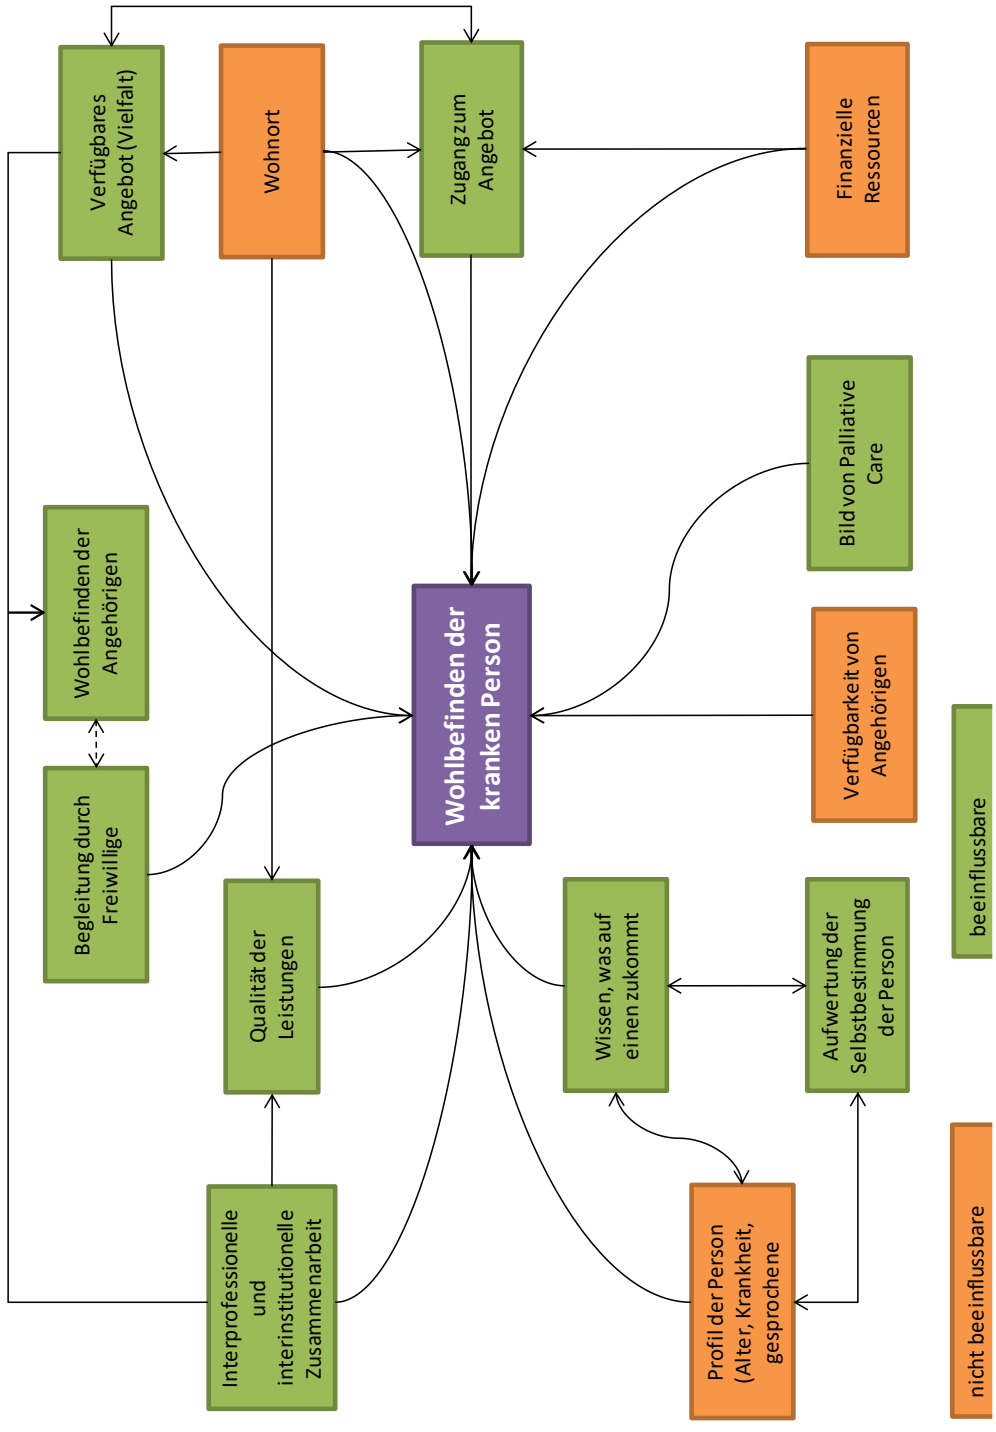 Begleitung durch
Freiwillige
Wohlbefinden der
Angehörigen
Verfügbares
Angebot (Vielfalt)
Interprofessionelle
und
interinstitutionelle
Zusammenarbeit
Qualität der
Leistungen
Wohnort
Wohlbefinden der
kranken Person
Zugang zum
Angebot
Wissen, was auf
einen zukommt
Profil der Person
(Alter, Krankheit,
gesprochene
Aufwertung der
Selbstbestimmung
der Person
Verfügbarkeit von
Angehörigen
Bild von Palliative
Care
Finanzielle
Ressourcen
nicht beeinflussbare
beeinflussbare